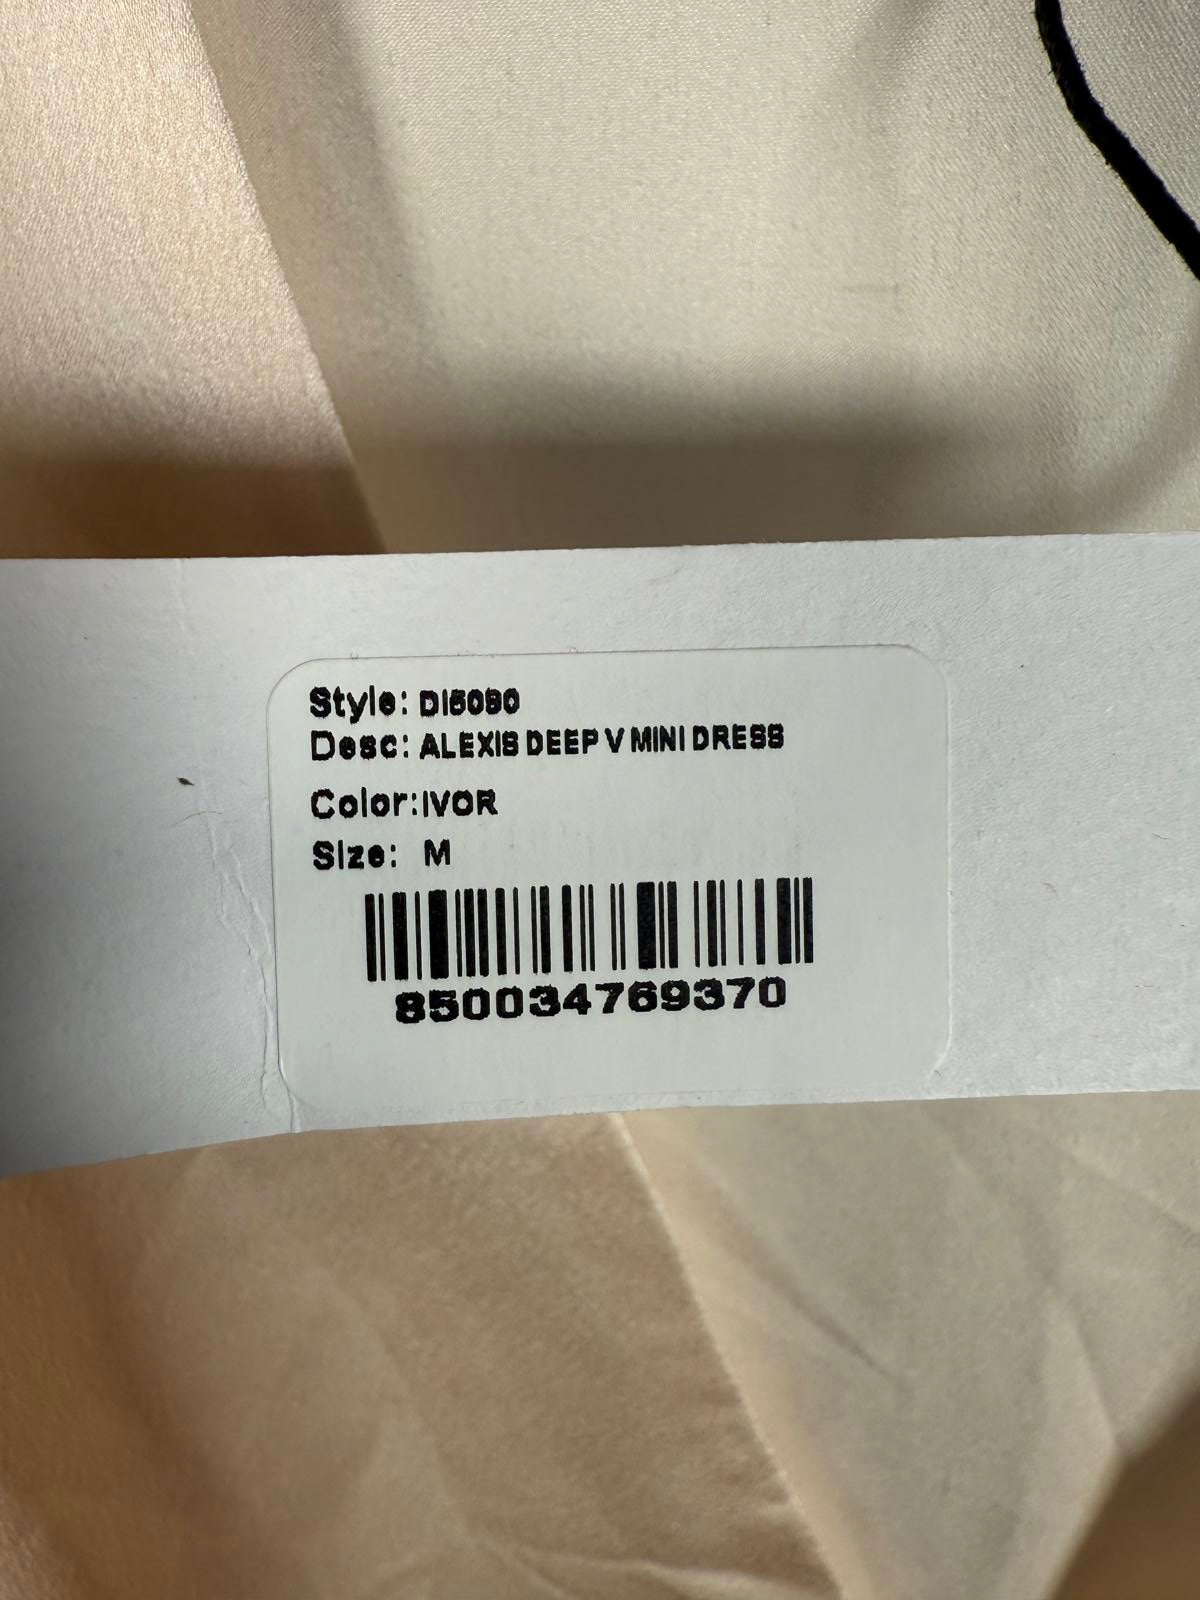 Style: DI5090
Desc: ALEXIS DEEP V MINI DRESS
Color:IVOR
Size: M
850034769370